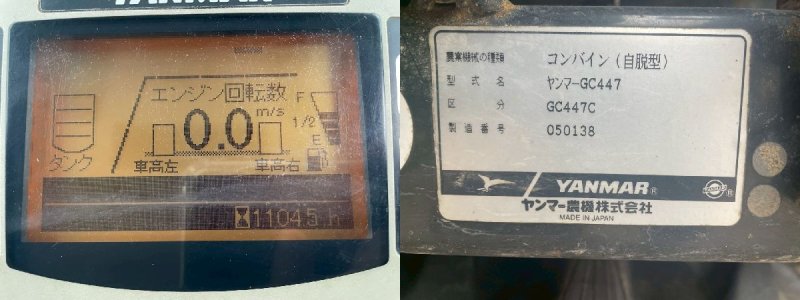 YANMAR
エンジン回転数
0.0 m/s
F
1/2
E
タンク
車高左
車高右
農業機械の種類 コンバイン(自脱型)
型式名 ヤンマーGC447
区分 GC447C
製造番号 050138
YANMAR®
®
ヤンマー農機株式会社
MADE IN JAPAN